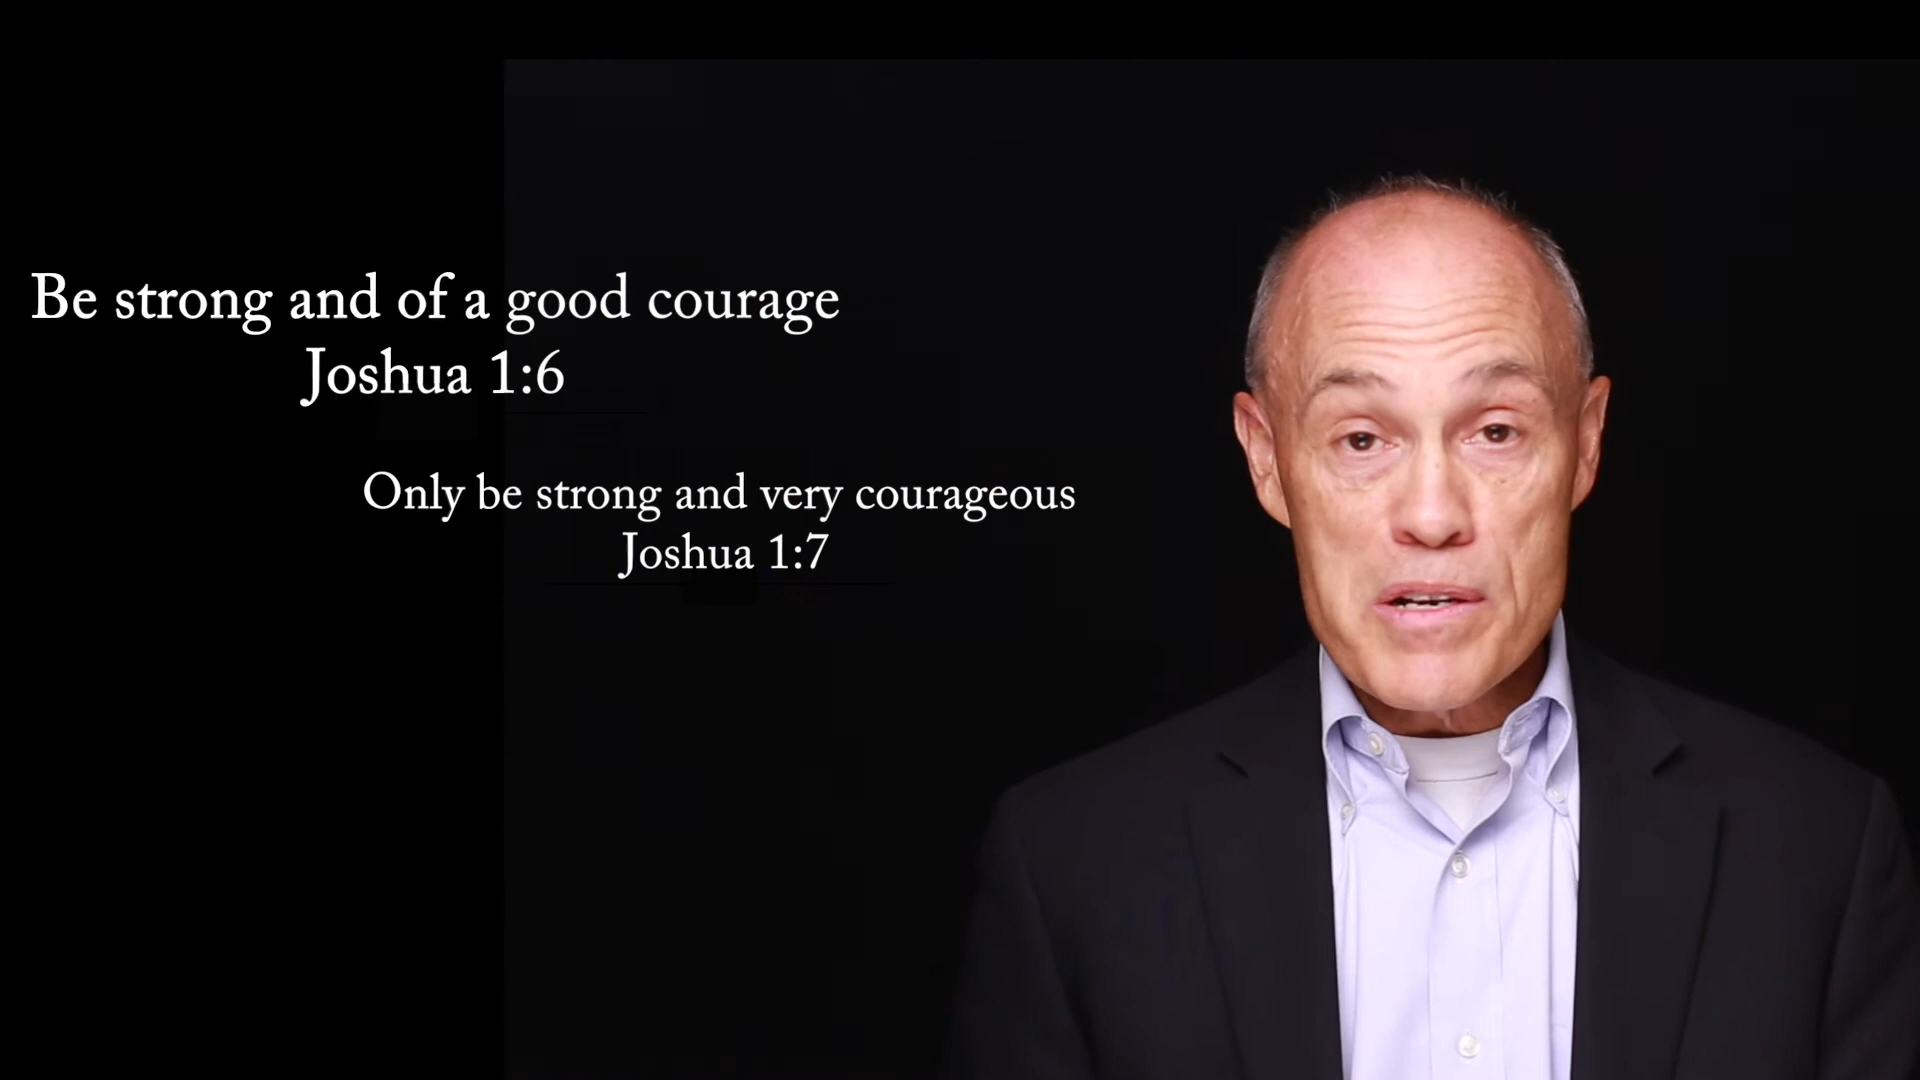 Be strong and of a good courage
Joshua 1:6
Only be strong and very courageous
Joshua 1:7